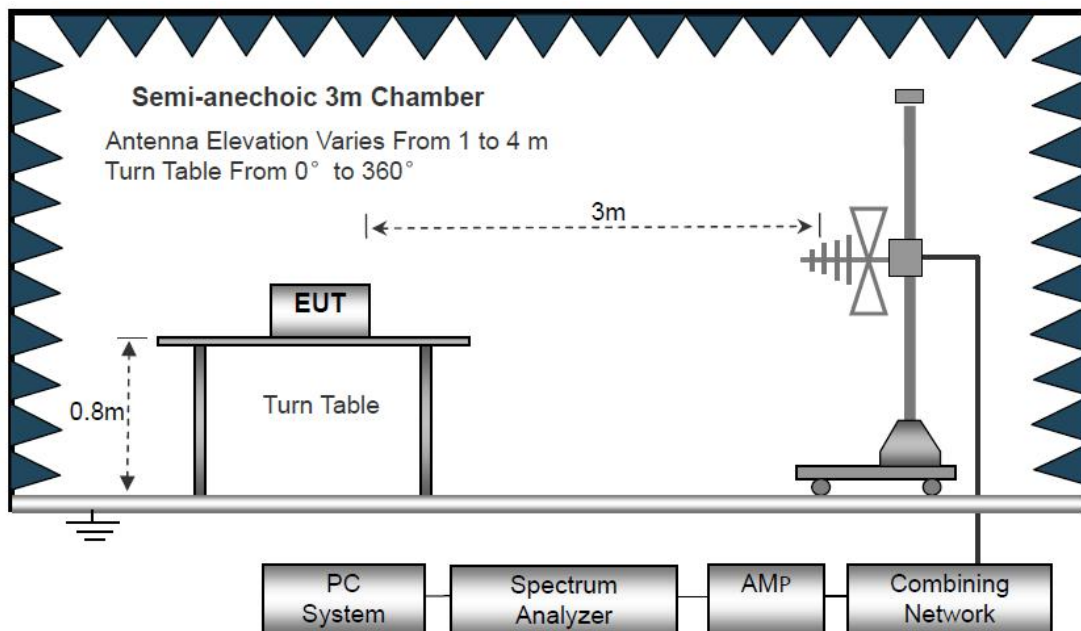 Semi-anechoic 3m Chamber
Antenna Elevation Varies From 1 to 4 m
Turn Table From 0° to 360°
3m
EUT
0.8m
Turn Table
PC
System
Spectrum
Analyzer
AMP
Combining
Network